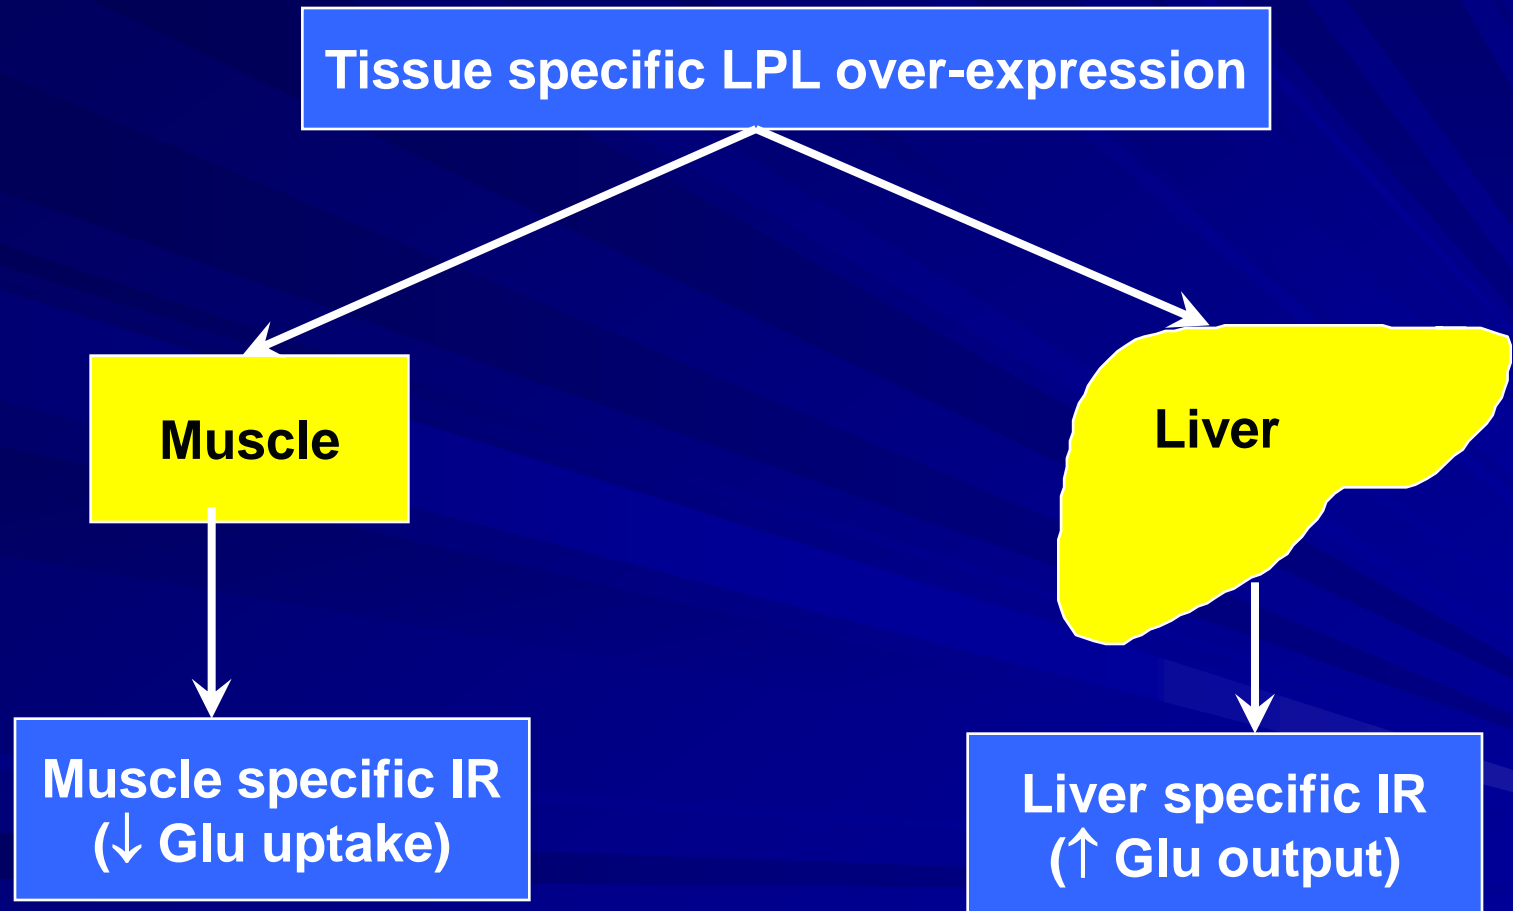 Tissue specific LPL over-expression
Muscle
Liver
Muscle specific IR
(↓ Glu uptake)
Liver specific IR
(↑ Glu output)